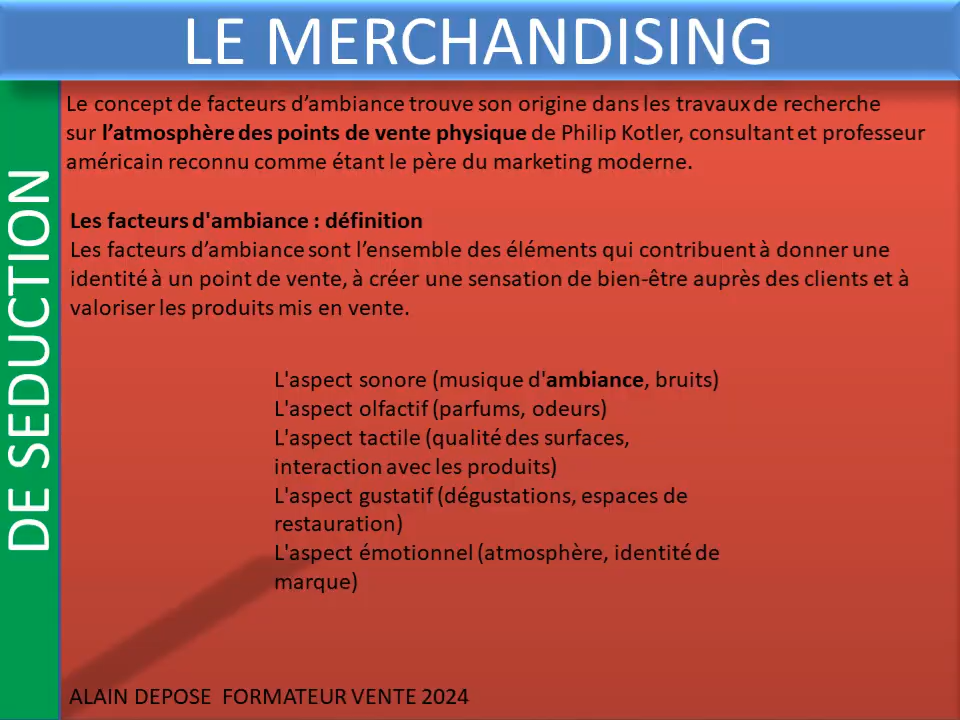 LE MERCHANDISING
DE SEDUCTION
Le concept de facteurs d’ambiance trouve son origine dans les travaux de recherche
sur l’atmosphère des points de vente physique de Philip Kotler, consultant et professeur
américain reconnu comme étant le père du marketing moderne.
Les facteurs d'ambiance : définition
Les facteurs d’ambiance sont l’ensemble des éléments qui contribuent à donner une
identité à un point de vente, à créer une sensation de bien-être auprès des clients et à
valoriser les produits mis en vente.
L'aspect sonore (musique d'ambiance, bruits)
L'aspect olfactif (parfums, odeurs)
L'aspect tactile (qualité des surfaces,
interaction avec les produits)
L'aspect gustatif (dégustations, espaces de
restauration)
L'aspect émotionnel (atmosphère, identité de
marque)
ALAIN DEPOSE FORMATEUR VENTE 2024